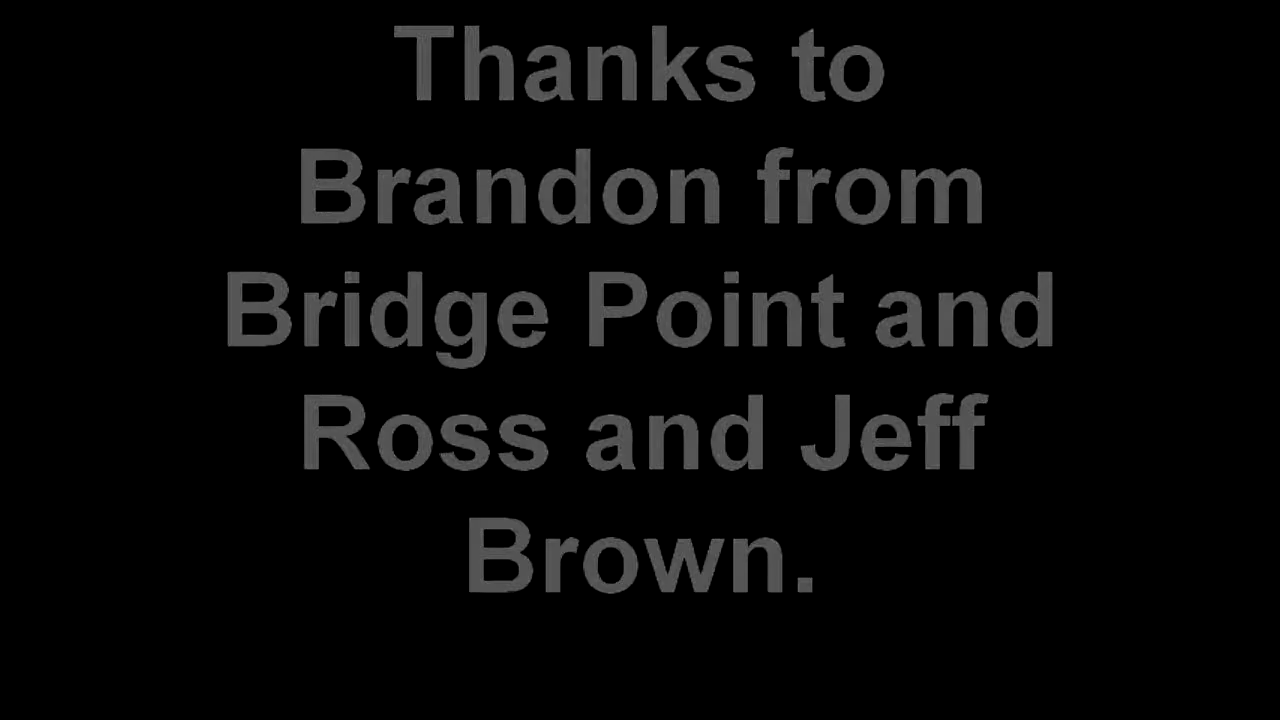 Thanks to
Brandon from
Bridge Point and
Ross and Jeff
Brown.